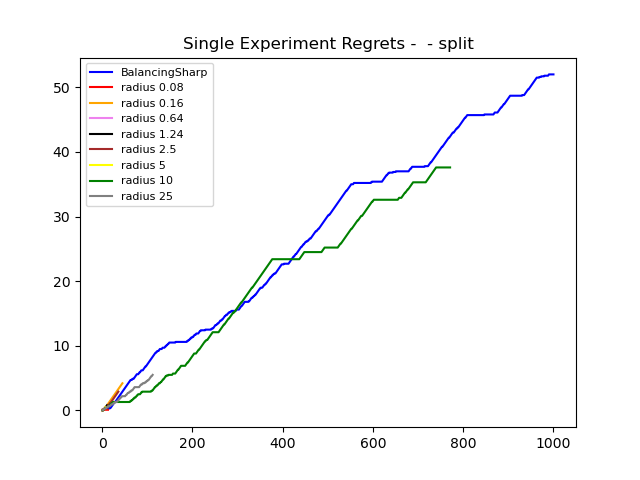 Single Experiment Regrets -  - split
BalancingSharp
radius 0.08
radius 0.16
radius 0.64
radius 1.24
radius 2.5
radius 5
radius 10
radius 25
50
40
30
20
10
0
0 200 400 600 800 1000